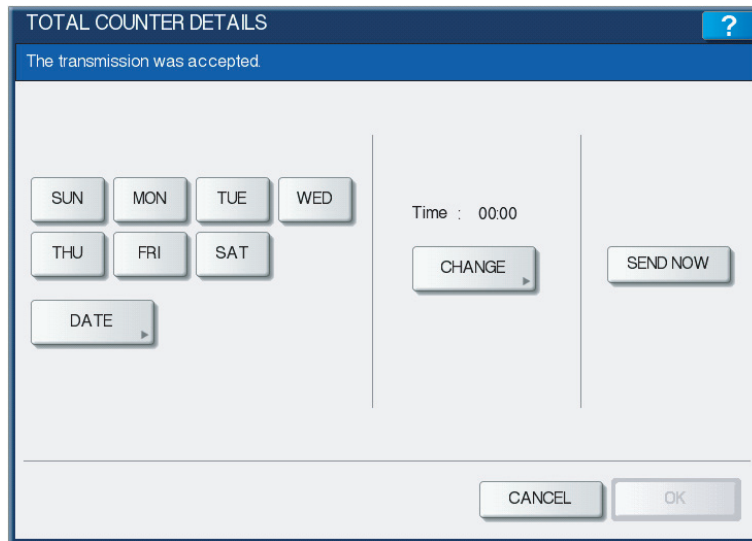 TOTAL COUNTER DETAILS
?
The transmission was accepted.
SUN MON TUE WED
THU FRI SAT
DATE
Time : 00:00
CHANGE
SEND NOW
CANCEL OK